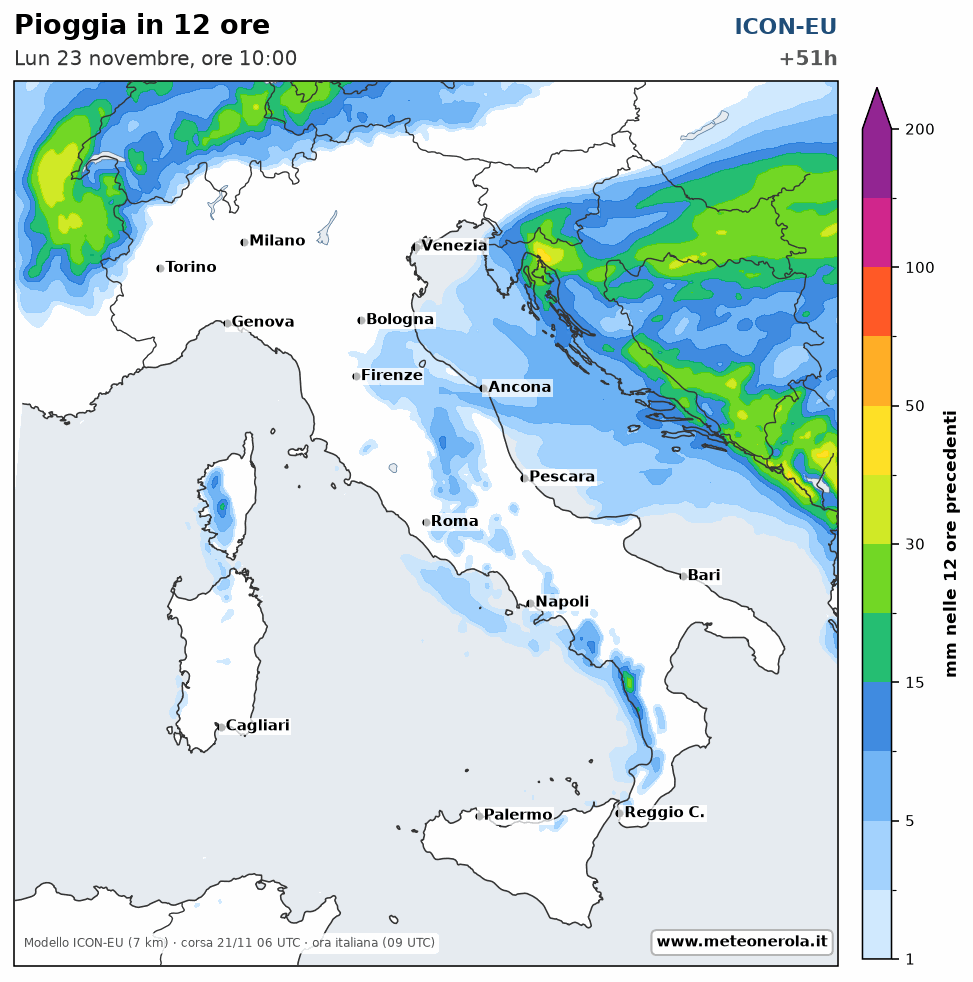 Pioggia in 12 ore
ICON-EU
Lun 23 novembre, ore 10:00
+51h
200
100
50
30
15
5
1
mm nelle 12 ore precedenti
Milano
Venezia
Torino
Genova
Bologna
Firenze
Ancona
Pescara
Roma
Bari
Napoli
Cagliari
Palermo
Reggio C.
Modello ICON-EU (7 km) · corsa 21/11 06 UTC · ora italiana (09 UTC)
www.meteonerola.it